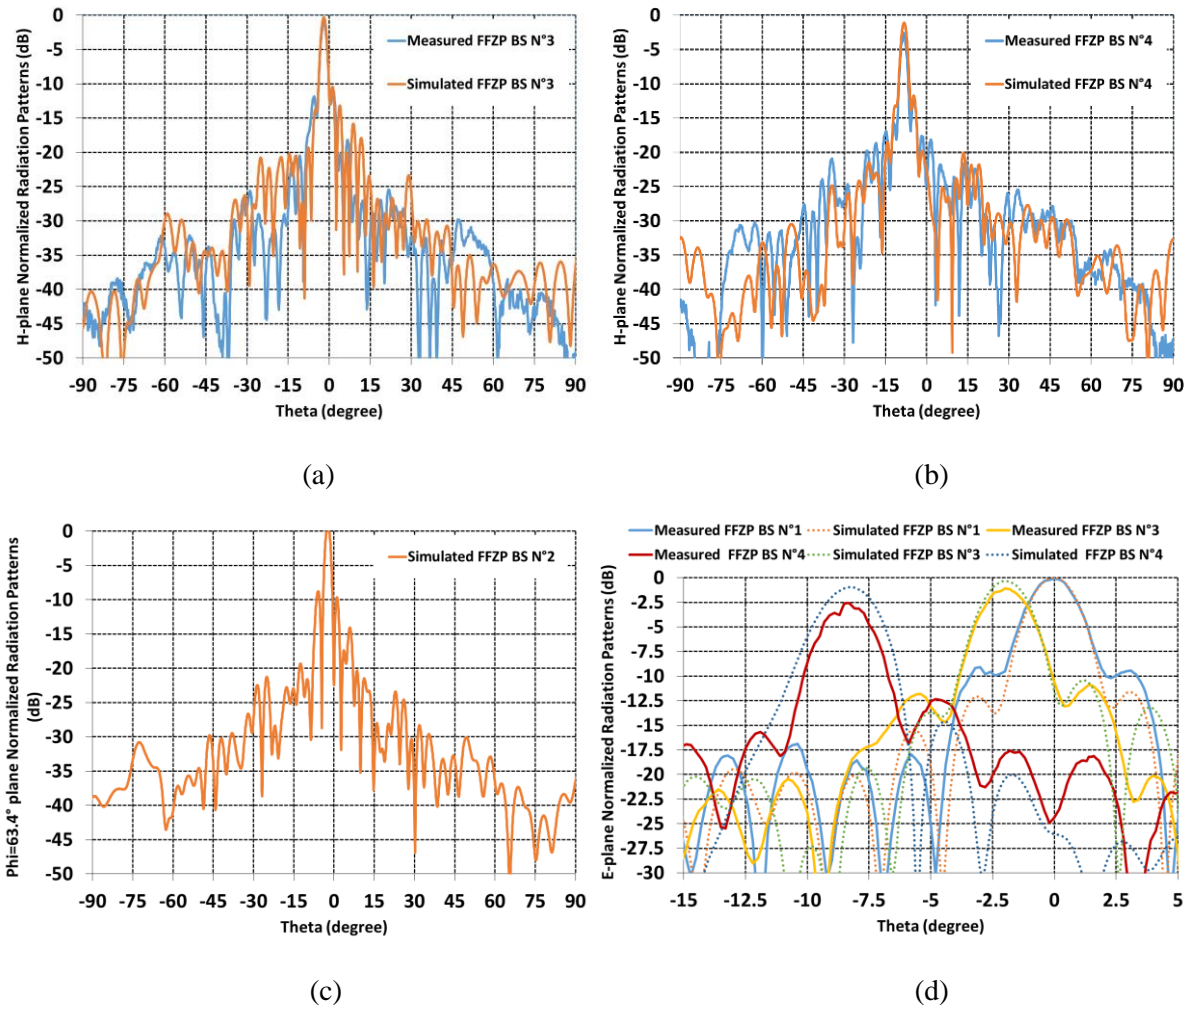 H-plane Normalized Radiation Patterns (dB)
0
-5
-10
-15
-20
-25
-30
-35
-40
-45
-50
Measured FFZP BS N°3
Simulated FFZP BS N°3
-90 -75 -60 -45 -30 -15 0 15 30 45 60 75 90
Theta (degree)
(a)
H-plane Normalized Radiation Patterns (dB)
0
-5
-10
-15
-20
-25
-30
-35
-40
-45
-50
Measured FFZP BS N°4
Simulated FFZP BS N°4
-90 -75 -60 -45 -30 -15 0 15 30 45 60 75 90
Theta (degree)
(b)
Phi=63.4° plane Normalized Radiation Patterns
(dB)
0
-5
-10
-15
-20
-25
-30
-35
-40
-45
-50
Simulated FFZP BS N°2
-90 -75 -60 -45 -30 -15 0 15 30 45 60 75 90
Theta (degree)
(c)
Measured FFZP BS N°1 Simulated FFZP BS N°1 Measured FFZP BS N°3
Measured FFZP BS N°4 Simulated FFZP BS N°3 Simulated FFZP BS N°4
E-plane Normalized Radiation Patterns (dB)
0
-2.5
-5
-7.5
-10
-12.5
-15
-17.5
-20
-22.5
-25
-27.5
-30
-15 -12.5 -10 -7.5 -5 -2.5 0 2.5 5
Theta (degree)
(d)